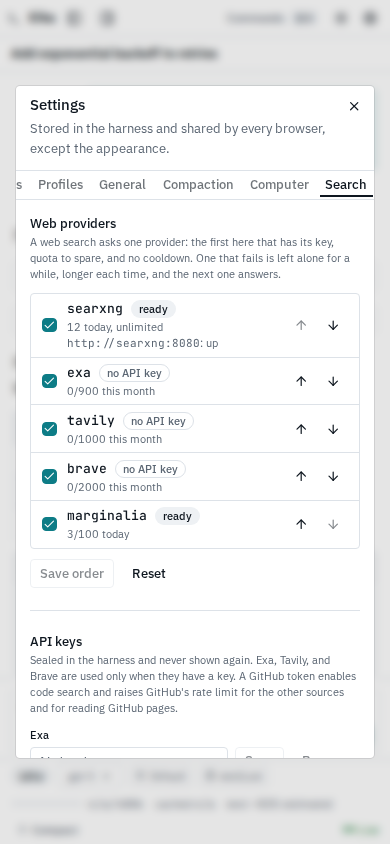 Add exponential backoff to retries
Settings
Stored in the harness and shared by every browser,
except the appearance.
s Profiles General Compaction Computer Search
Web providers
A web search asks one provider: the first here that has its key,
quota to spare, and no cooldown. One that fails is left alone for a
while, longer each time, and the next one answers.
searxng ready
12 today, unlimited
http://searxng:8080: up
exa no API key
0/900 this month
tavily no API key
0/1000 this month
brave no API key
0/2000 this month
marginalia ready
3/100 today
Save order Reset
API keys
Sealed in the harness and never shown again. Exa, Tavily, and
Brave are used only when they have a key. A GitHub token enables
code search and raises GitHub's rate limit for the other sources
and for reading GitHub pages.
Exa